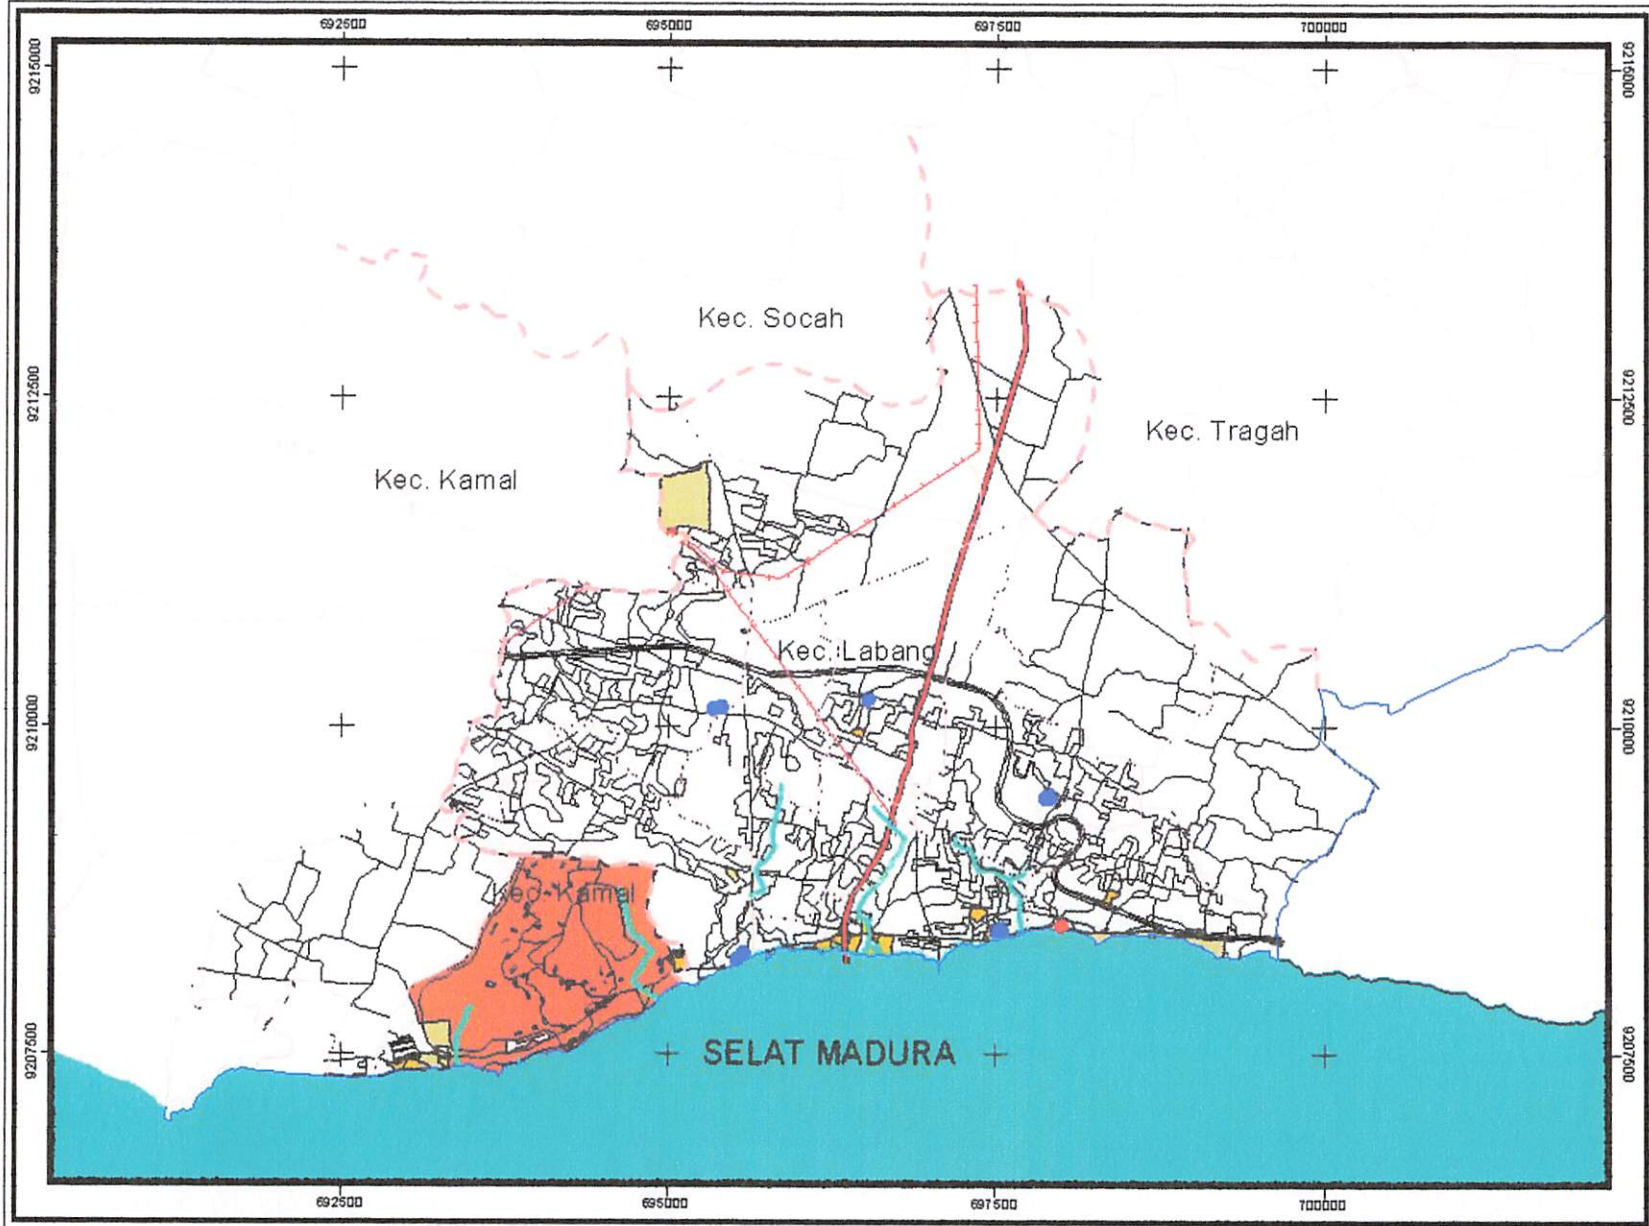 692500 695000 697500 700000
9215000 9215000
Kec. Socah
9212500 9212500
Kec. Tragah
Kec. Kamal
Kec. Labang
9210000 9210000
Kec. Kamal
9207500 9207500
SELAT MADURA
692500 695000 697500 700000